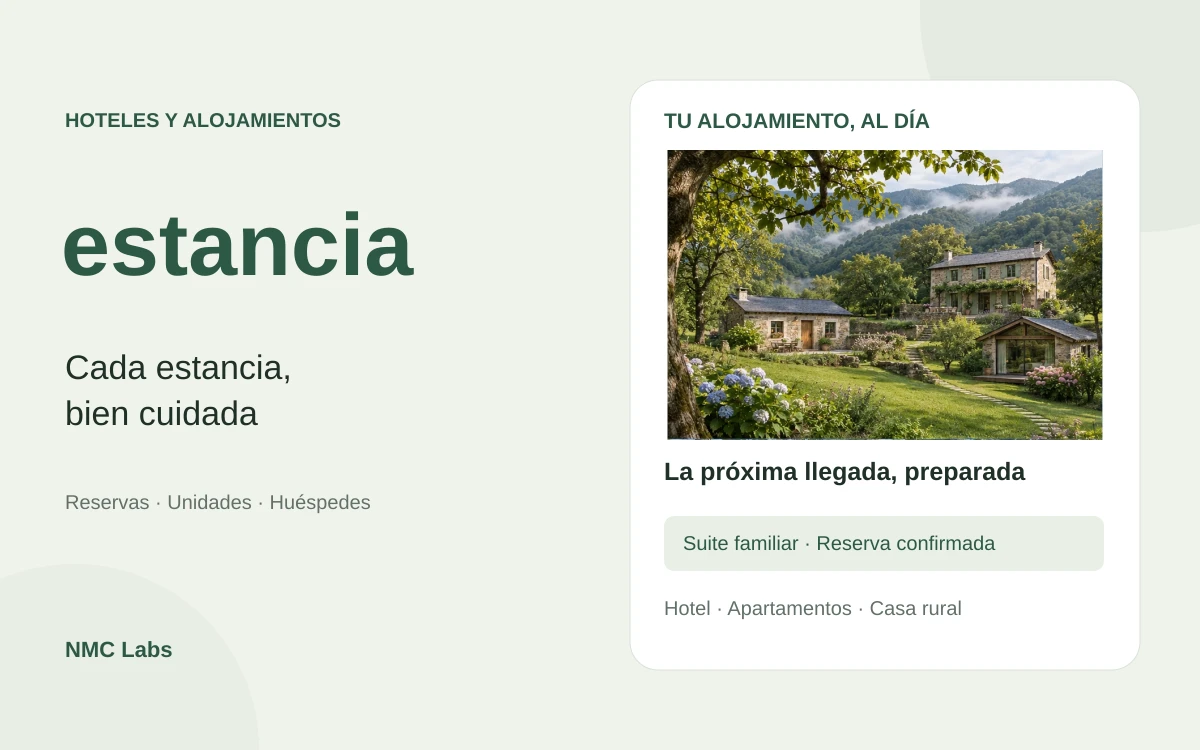 HOTELES Y ALOJAMIENTOS
estancia
Cada estancia,
bien cuidada
Reservas · Unidades · Huéspedes
NMC Labs
TU ALOJAMIENTO, AL DÍA
La próxima llegada, preparada
Suite familiar · Reserva confirmada
Hotel · Apartamentos · Casa rural